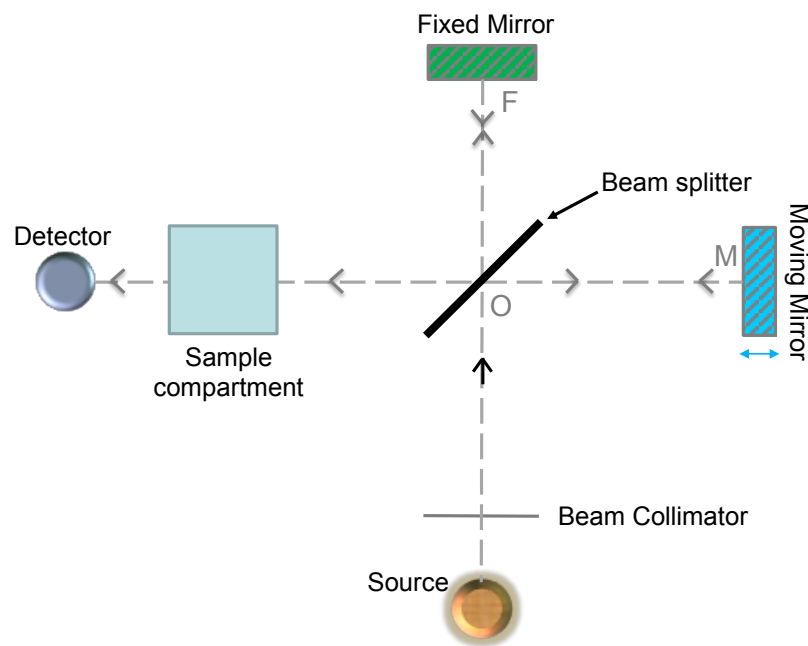 Fixed Mirror
F
Beam splitter
Detector
M
Moving Mirror
O
Sample
compartment
Beam Collimator
Source